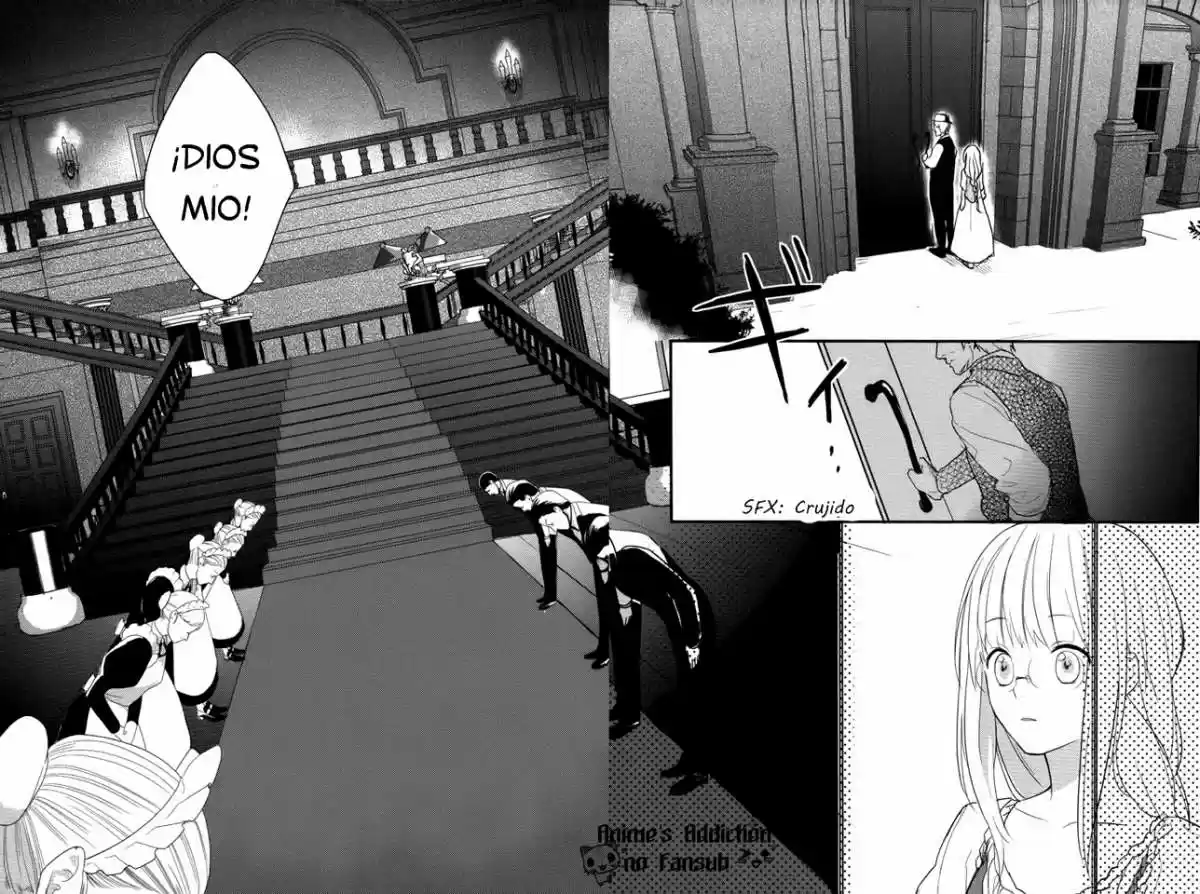 ギィ...
SFX: Crujido
¡DIOS
MIO!
Anime's Addiction
no Fansub